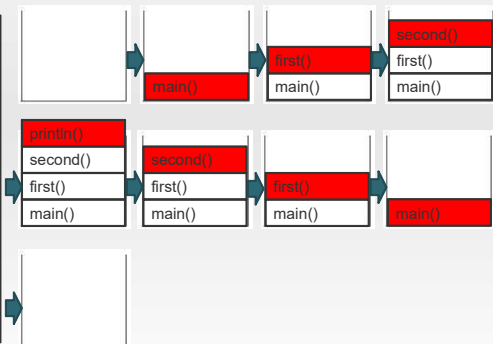 main()
first()
main()
second()
first()
main()
println()
second()
first()
main()
second()
first()
main()
first()
main()
main()